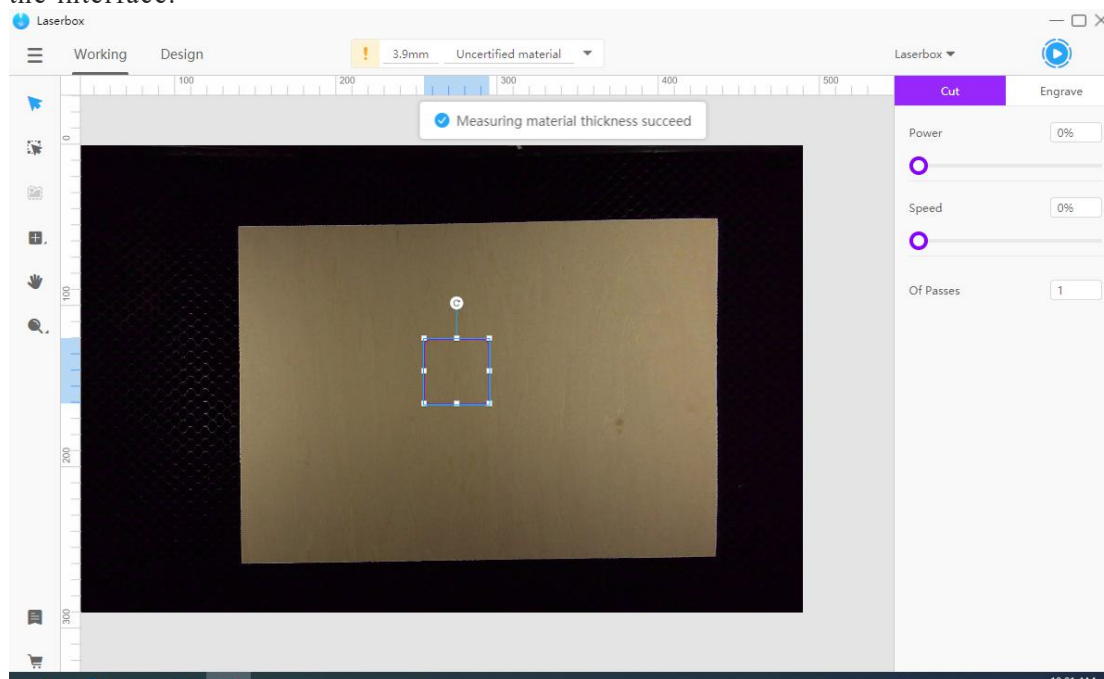 the interface.
Laserbox
Working Design ! 3.9mm Uncertified material Laserbox
100 200 300 400 500
Cut Engrave
Measuring material thickness succeed
Power 0%
0
Speed 0%
100
Of Passes 1
200
300